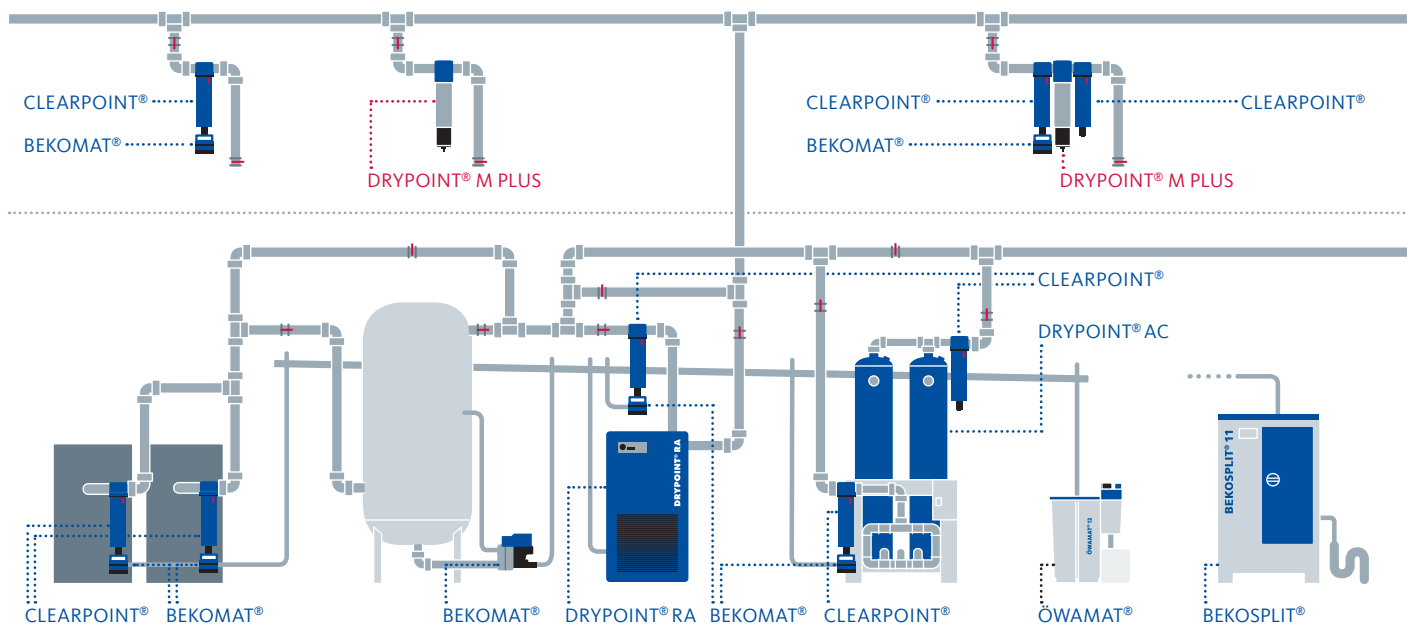 CLEARPOINT®
BEKOMAT®
DRYPOINT® M PLUS
CLEARPOINT®
CLEARPOINT®
BEKOMAT®
DRYPOINT® M PLUS
CLEARPOINT®
DRYPOINT® AC
DRYPOINT® RA
BEKOSPLIT® 11
ÖWAMAT® 12
CLEARPOINT®
BEKOMAT®
BEKOMAT®
DRYPOINT® RA
BEKOMAT®
CLEARPOINT®
ÖWAMAT®
BEKOSPLIT®